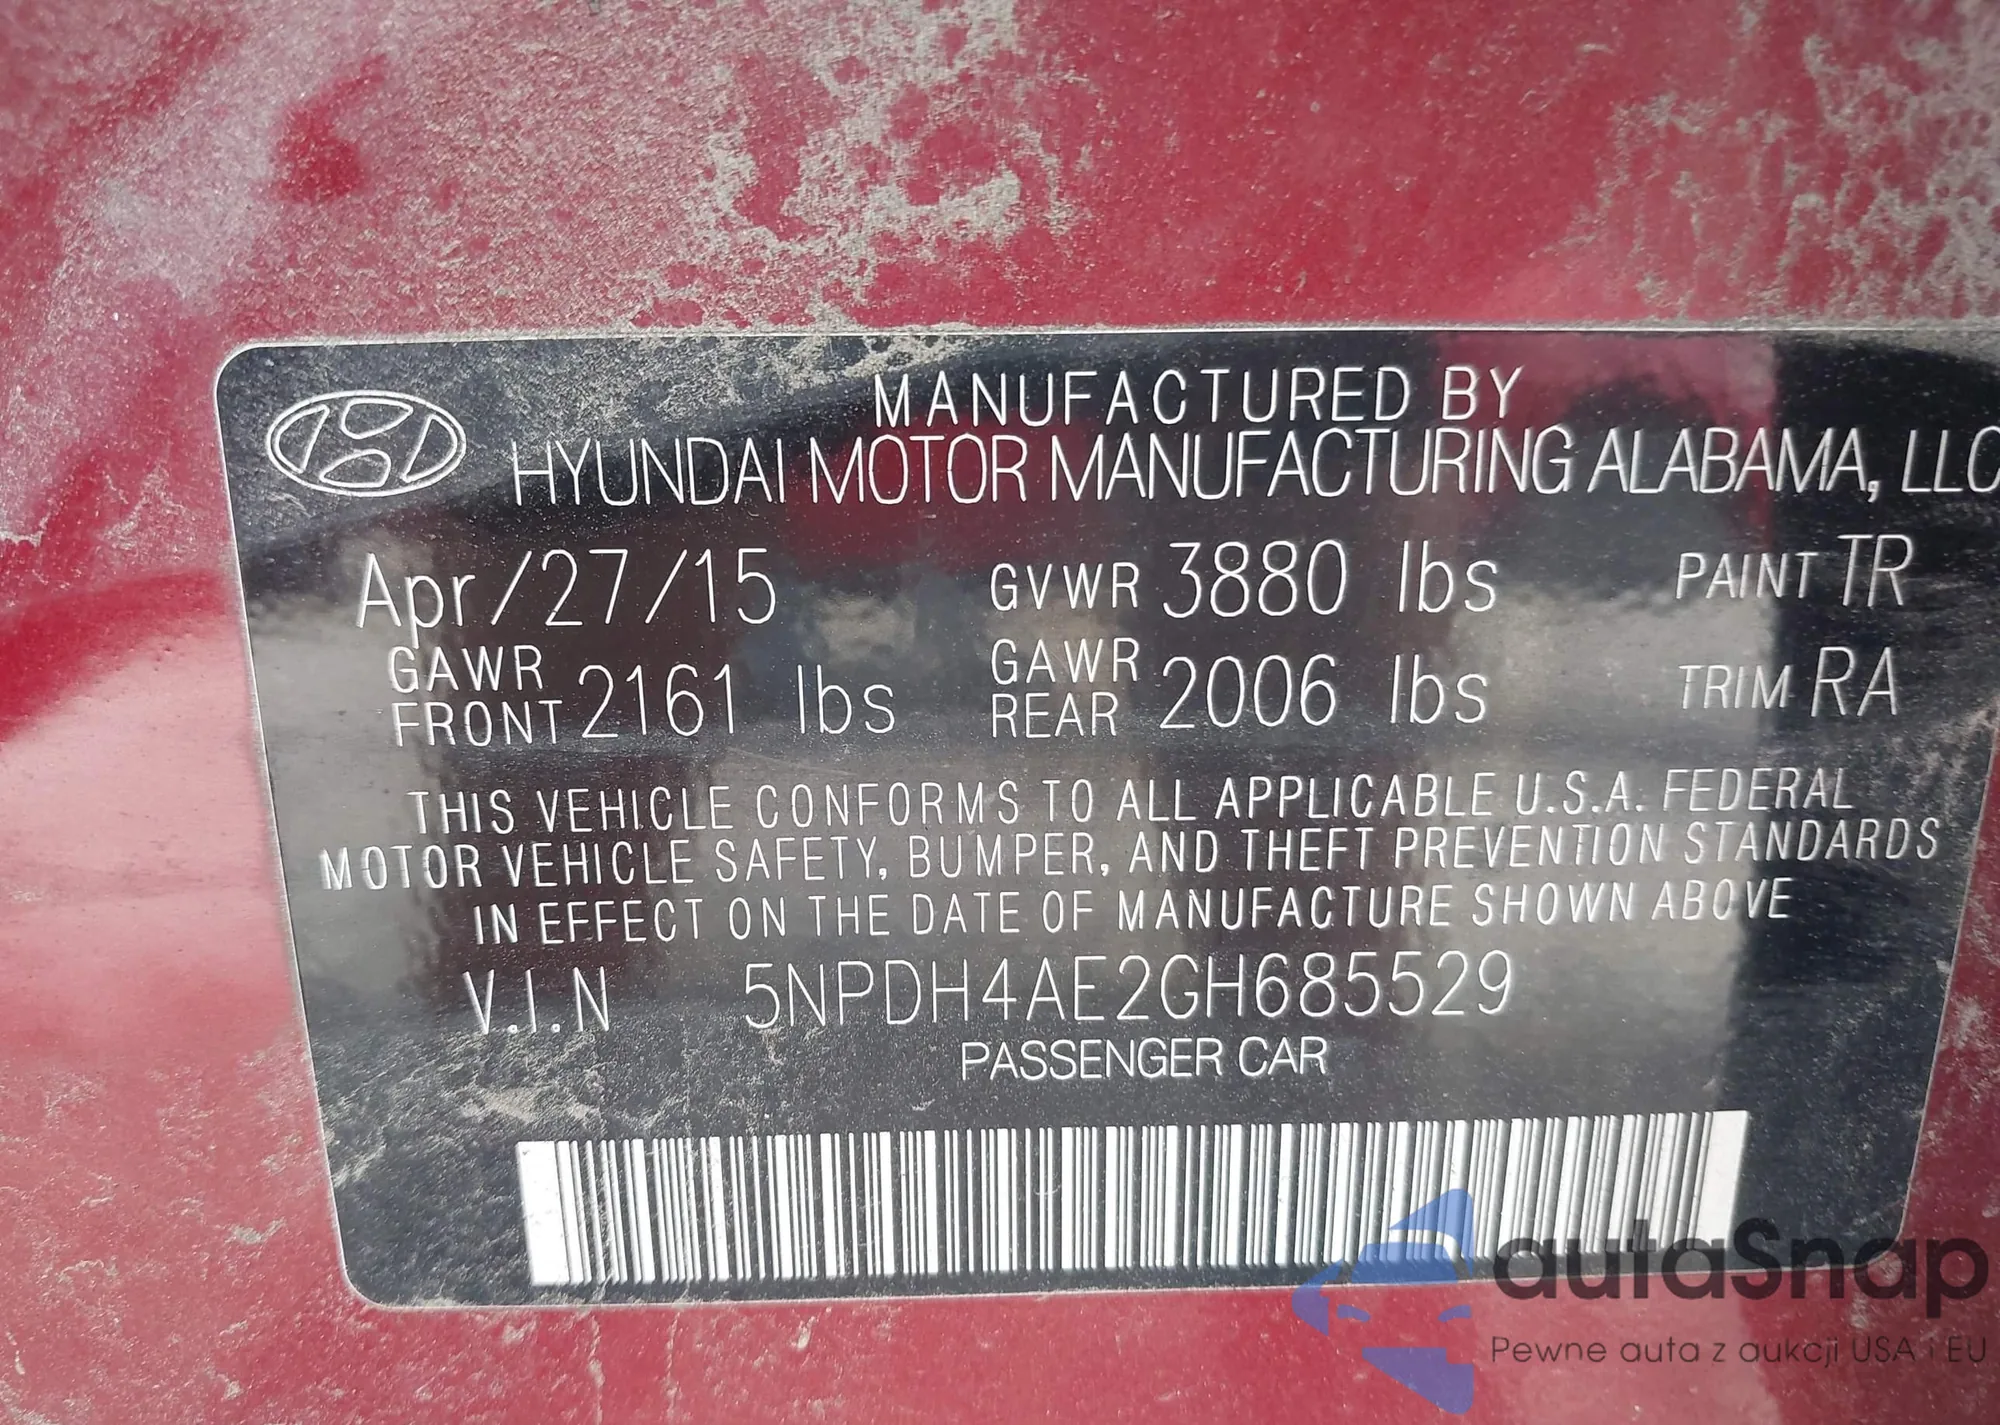 MANUFACTURED BY
HYUNDAI MOTOR MANUFACTURING ALABAMA, LLC
Apr/27/15 GVWR 3880 lbs PAINT TR
GAWR FRONT 2161 lbs GAWR REAR 2006 lbs TRIM RA
THIS VEHICLE CONFORMS TO ALL APPLICABLE U.S.A. FEDERAL
MOTOR VEHICLE SAFETY, BUMPER, AND THEFT PREVENTION STANDARDS
IN EFFECT ON THE DATE OF MANUFACTURE SHOWN ABOVE
V.I.N 5NPDH4AE2GH685529
PASSENGER CAR
autaSnap
Pewne auta z aukcji USA i EU